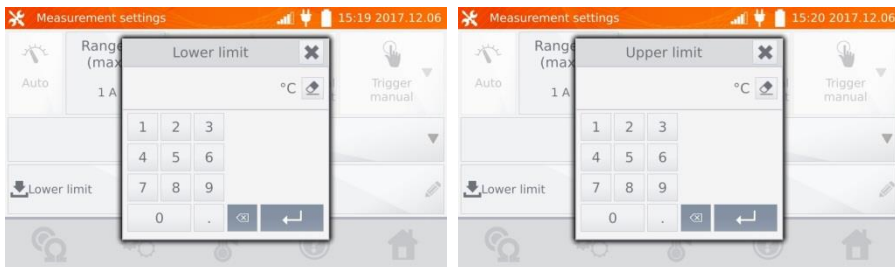 Measurement settings 15:19 2017.12.06
Lower limit
Range
(max
1 A
Auto
Trigger
manual
°C
1 2 3
4 5 6
7 8 9
0 .
Lower limit
Measurement settings 15:20 2017.12.06
Upper limit
Range
(max
1 A
Auto
Trigger
manual
°C
1 2 3
4 5 6
7 8 9
0 .
Lower limit